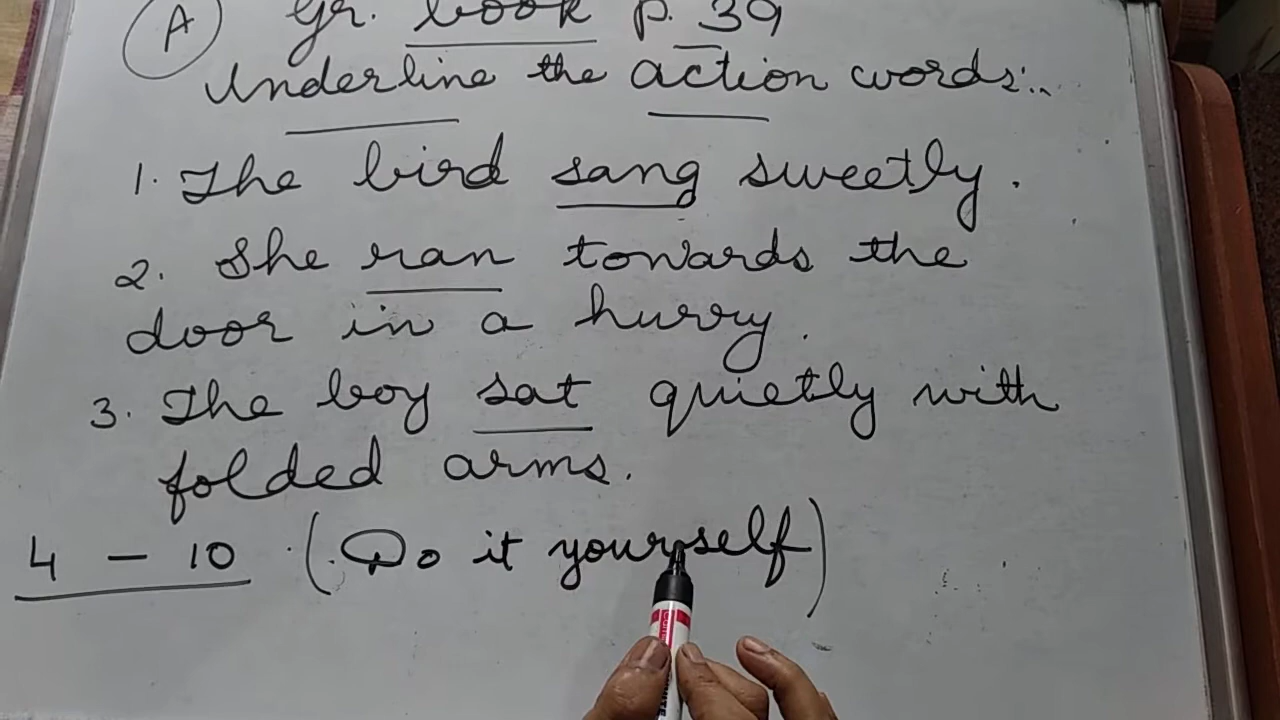 A Gr. book p. 39
Underline the action words:..
1. The bird sang sweetly.
2. She ran towards the
door in a hurry.
3. The boy sat quietly with
folded arms.
4 - 10 (Do it yourself)